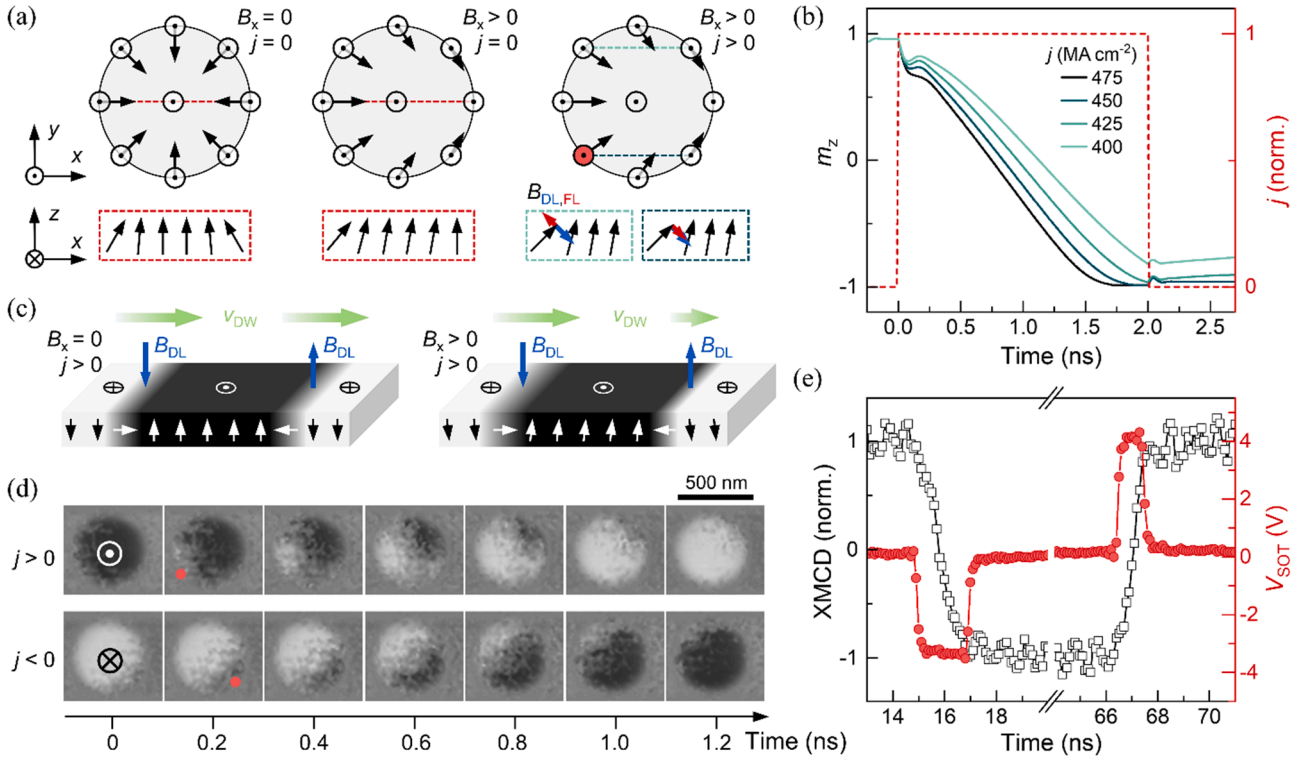 (a)
Bx = 0
j = 0
Bx > 0
j = 0
Bx > 0
j > 0
y
x
z
x
BDL,FL
(b)
1
0
-1
mz
j (MA cm-2)
475
450
425
400
1
0
j (norm.)
0.0 0.5 1.0 1.5 2.0 2.5
Time (ns)
(c)
Bx = 0
j > 0
vDW
BDL
BDL
Bx > 0
j > 0
vDW
BDL
BDL
(d)
500 nm
j > 0
j < 0
0 0.2 0.4 0.6 0.8 1.0 1.2 Time (ns)
(e)
1
0
-1
XMCD (norm.)
4
2
0
-2
-4
VSOT (V)
14 16 18 66 68 70
Time (ns)